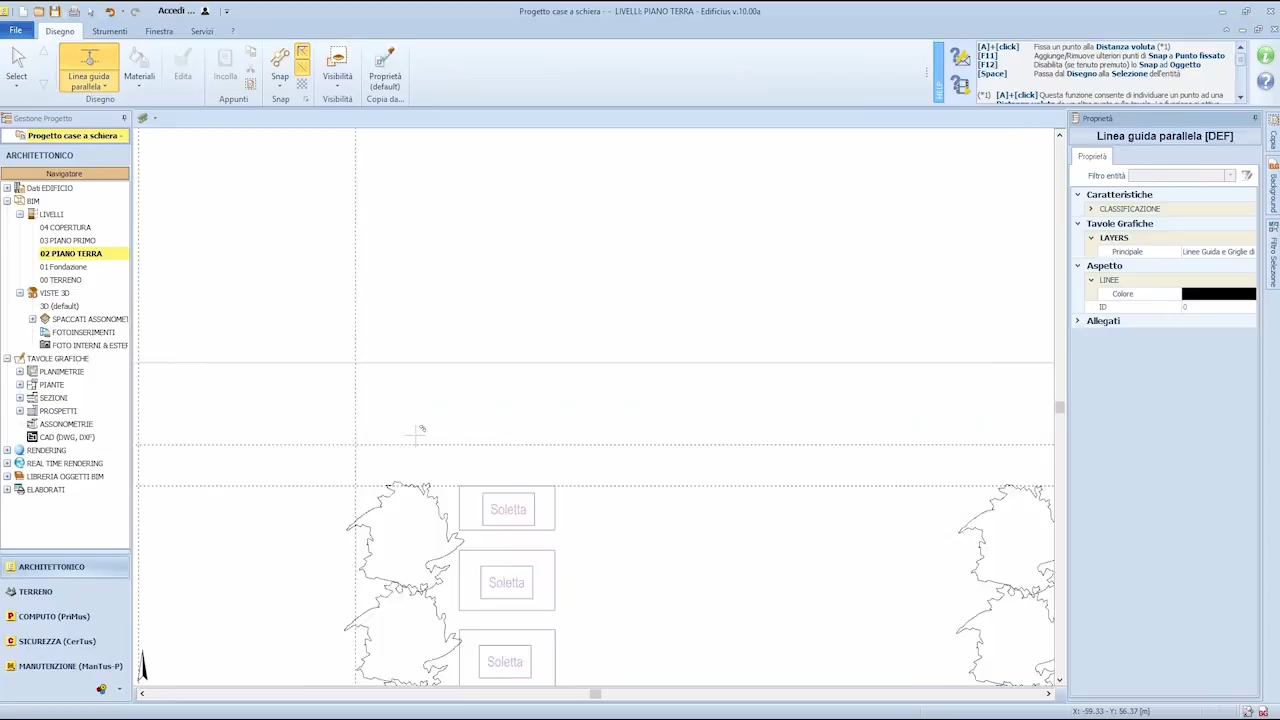 Accedi ...
Progetto case a schiera - - LIVELLI: PIANO TERRA - Edificius v.10.00a
File
Disegno
Strumenti
Finestra
Servizi
?
Select
Linea guida parallela
Materiali
Edita
Incolla
Snap
Visibilità
Proprietà (default)
Disegno
Appunti
Snap
Visibilità
Copia da...
HELP
[A]+[click] Fissa un punto alla Distanza voluta (*1)
[F11] Aggiunge/Rimuove ulteriori punti di Snap a Punto fissato
[F12] Disabilita (se tenuto premuto) lo Snap ad Oggetto
[Space] Passa dal Disegno alla Selezione dell'entità
(*1) [A]+[click] Questa funzione consente di individuare un punto ad una
Gestione Progetto
Progetto case a schiera -
ARCHITETTONICO
Navigatore
Dati EDIFICIO
BIM
LIVELLI
04 COPERTURA
03 PIANO PRIMO
02 PIANO TERRA
01 Fondazione
00 TERRENO
VISTE 3D
3D (default)
SPACCATI ASSONOMET
FOTOINSERIMENTI
FOTO INTERNI & ESTER
TAVOLE GRAFICHE
PLANIMETRIE
PIANTE
SEZIONI
PROSPETTI
ASSONOMETRIE
CAD (DWG, DXF)
RENDERING
REAL TIME RENDERING
LIBRERIA OGGETTI BIM
ELABORATI
ARCHITETTONICO
TERRENO
COMPUTO (PriMus)
SICUREZZA (CerTus)
MANUTENZIONE (ManTus-P)
Soletta
Soletta
Soletta
Proprietà
Linea guida parallela [DEF]
Proprietà
Filtro entità
Caratteristiche
CLASSIFICAZIONE
Tavole Grafiche
LAYERS
Principale Linee Guida e Griglie di
Aspetto
LINEE
Colore
ID 0
Allegati
Copia
Background
Filtro Selezione
X: -59.33 - Y: 56.37 [m]